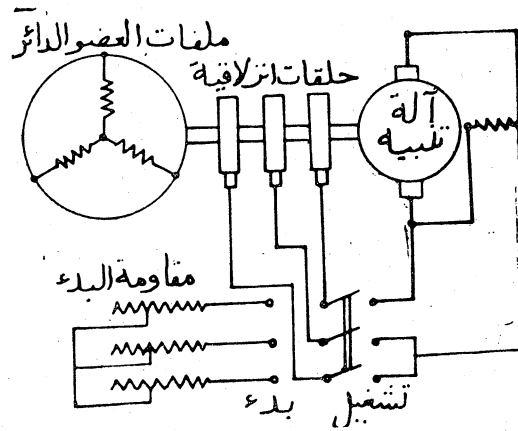 ملفات العضو الدائر
حلقات انزلاقية
آلة
تنبيه
مقاومة البدء
بدء
تشغيل